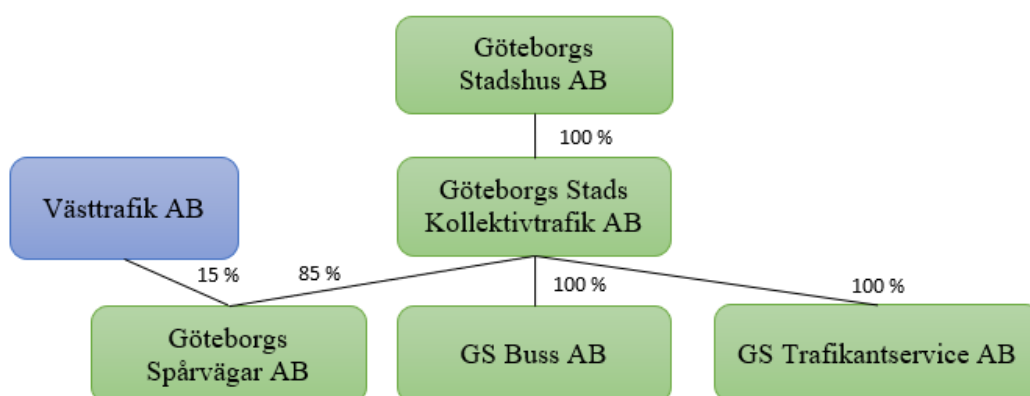 Göteborgs
Stadshus AB
100 %
Västtrafik AB
Göteborgs Stads
Kollektivtrafik AB
15 %
85 %
100 %
100 %
Göteborgs
Spårvägar AB
GS Buss AB
GS Trafikantservice AB